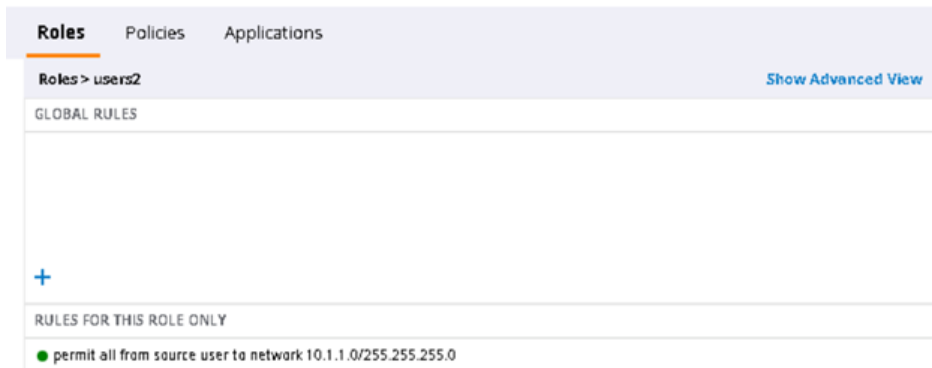 Roles Policies Applications
Roles > users2 Show Advanced View
GLOBAL RULES
+
RULES FOR THIS ROLE ONLY
permit all from source user to network 10.1.1.0/255.255.255.0